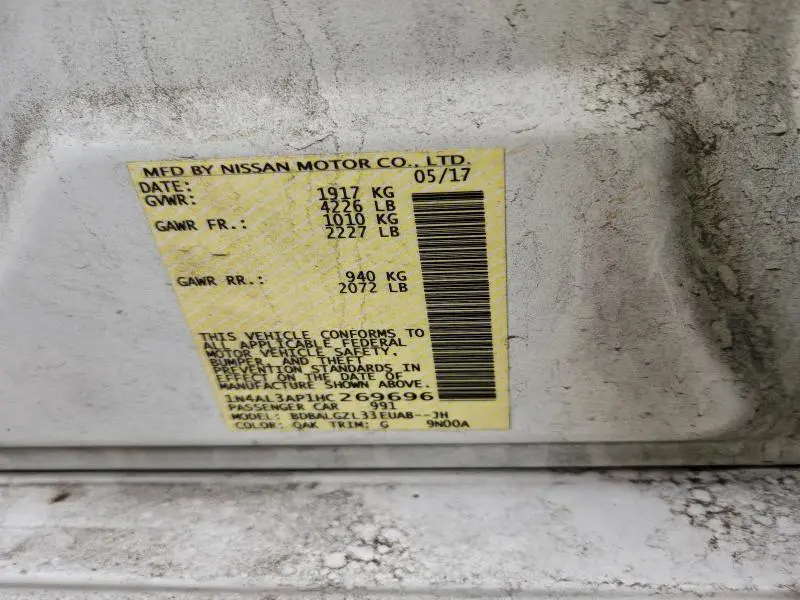 MFD BY NISSAN MOTOR CO., LTD.
DATE: 05/17
GVWR: 1917 KG
4226 LB
GAWR FR.: 1010 KG
2227 LB
GAWR RR.: 940 KG
2072 LB
THIS VEHICLE CONFORMS TO
ALL APPLICABLE FEDERAL
MOTOR VEHICLE SAFETY,
BUMPER, AND THEFT
PREVENTION STANDARDS IN
EFFECT ON THE DATE OF
MANUFACTURE SHOWN ABOVE.
1N4AL3AP1HC269696
PASSENGER CAR 991
MODEL: BDBALGZL33EUAB--JH
COLOR: QAK TRIM: G 9N00A